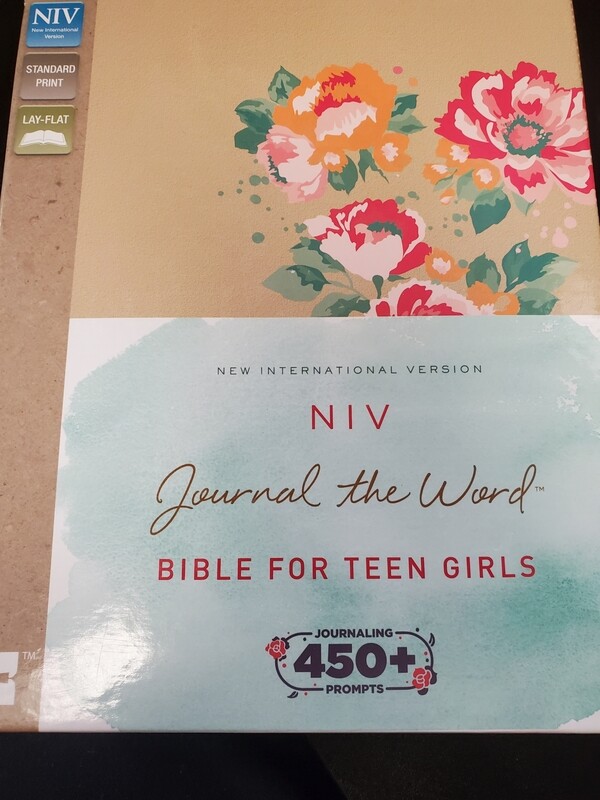 NIV
New International
Version
STANDARD
PRINT
LAY-FLAT
NEW INTERNATIONAL VERSION
NIV
Journal the Word™
BIBLE FOR TEEN GIRLS
JOURNALING
450+
PROMPTS
TM